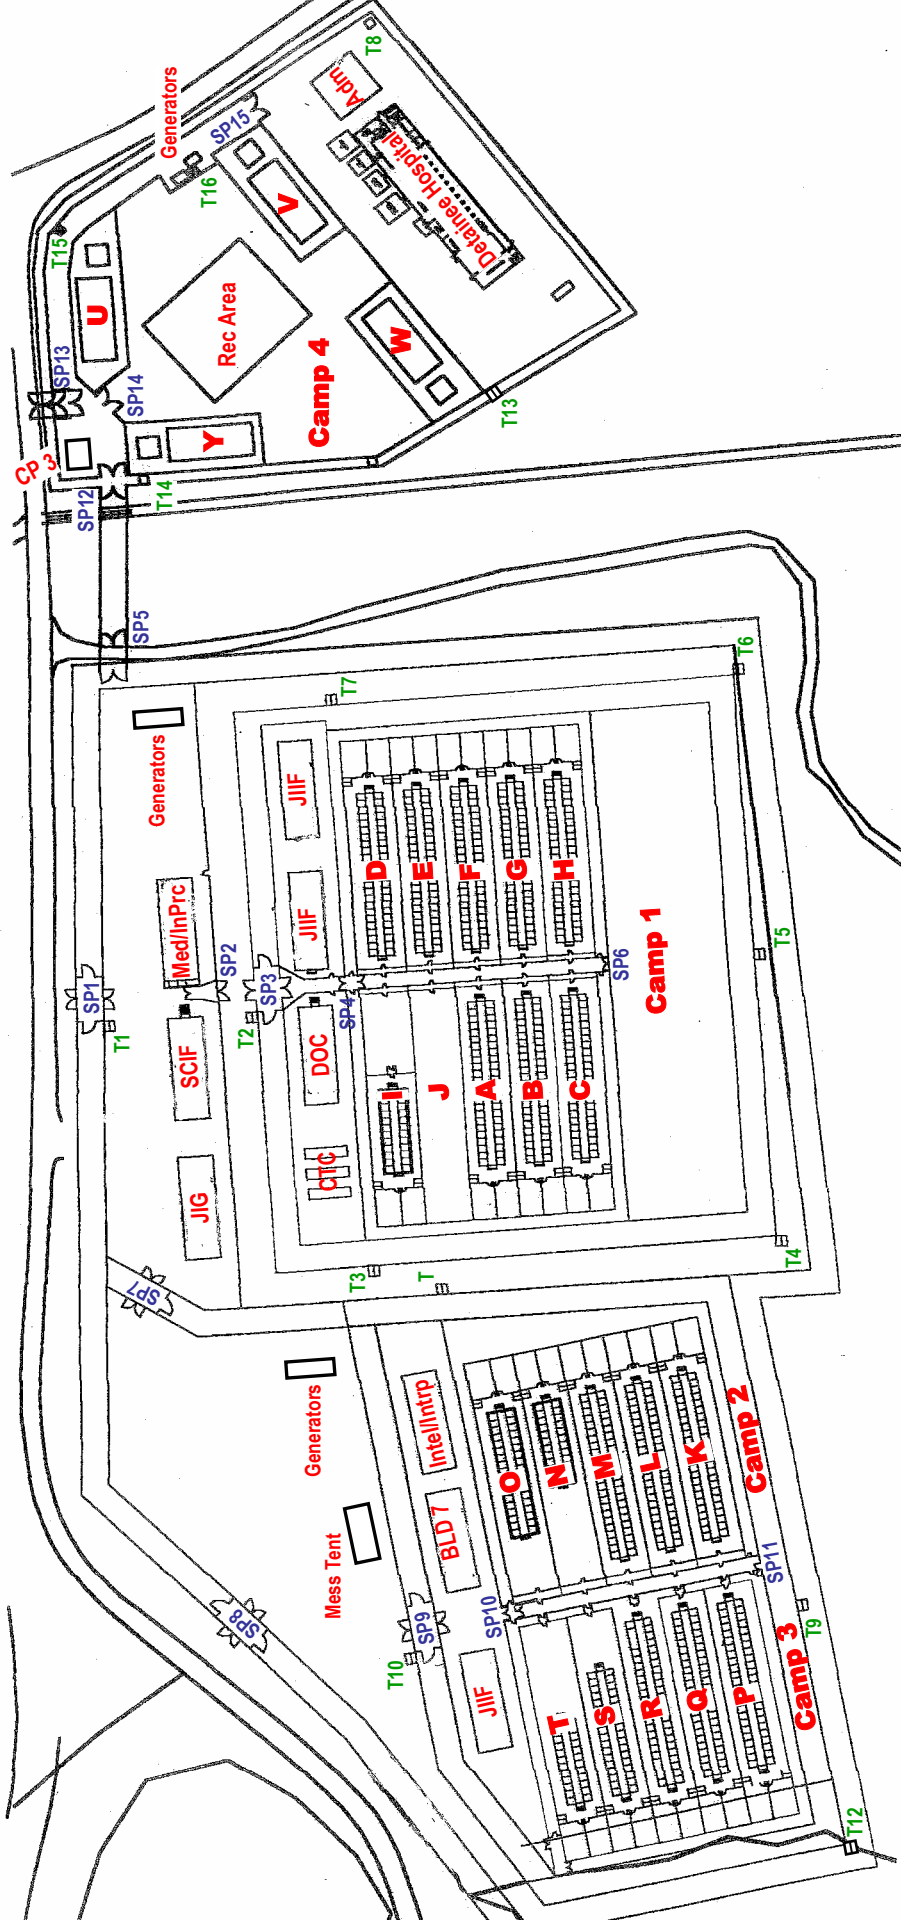 T8
Adm
Generators
SP15
Detainee Hospital
T16
V
T15
U
Rec Area
W
SP13
SP14
Camp 4
T13
CP 3
Y
SP12
T14
SP5
T6
T7
Generators
JIIF
D
E
F
G
H
JIIF
Med/InPrc
SP2
SP1
SP3
SP4
SP6
Camp 1
T5
T1
T2
SCIF
DOC
I
J
A
B
C
CTC
JIG
T3
T
T4
SP7
Generators
Intel/Intrp
O
N
M
L
K
Camp 2
BLD 7
Mess Tent
SP8
SP9
SP10
SP11
T10
T9
JIIF
T
S
R
Q
P
Camp 3
T12